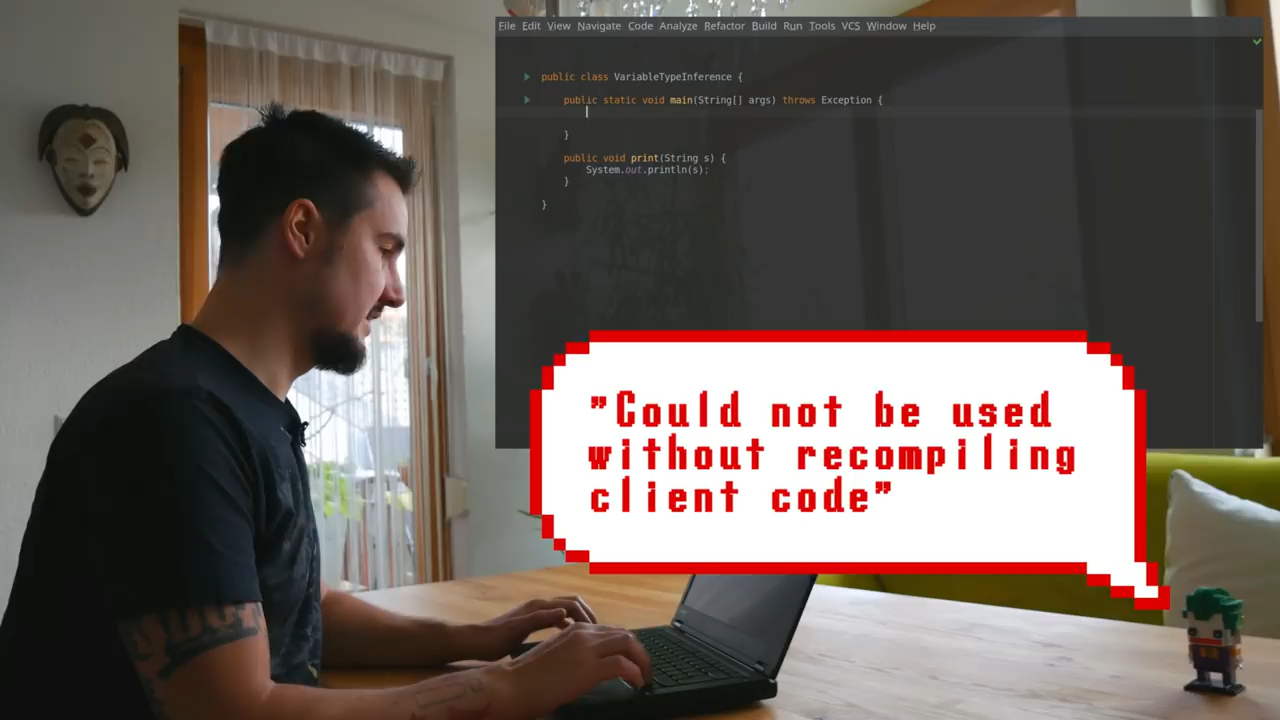 File Edit View Navigate Code Analyze Refactor Build Run Tools VCS Window Help
public class VariableTypeInference {
public static void main(String[] args) throws Exception {
}
public void print(String s) {
System.out.println(s);
}
}
"Could not be used
without recompiling
client code"